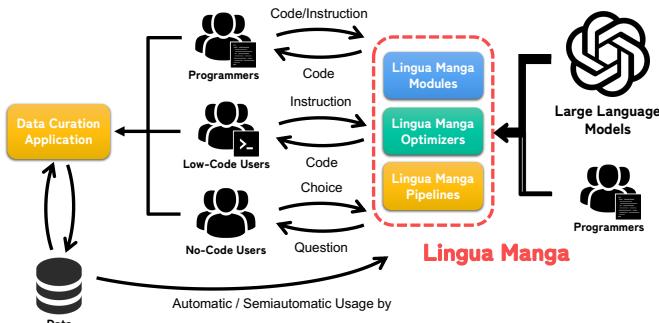 Code/Instruction
Programmers
Code
Lingua Manga
Modules
Large Language
Models
Instruction
Data Curation
Application
Lingua Manga
Optimizers
Low-Code Users
Code
Choice
Lingua Manga
Pipelines
Programmers
No-Code Users
Question
Lingua Manga
Automatic / Semiautomatic Usage by
Data